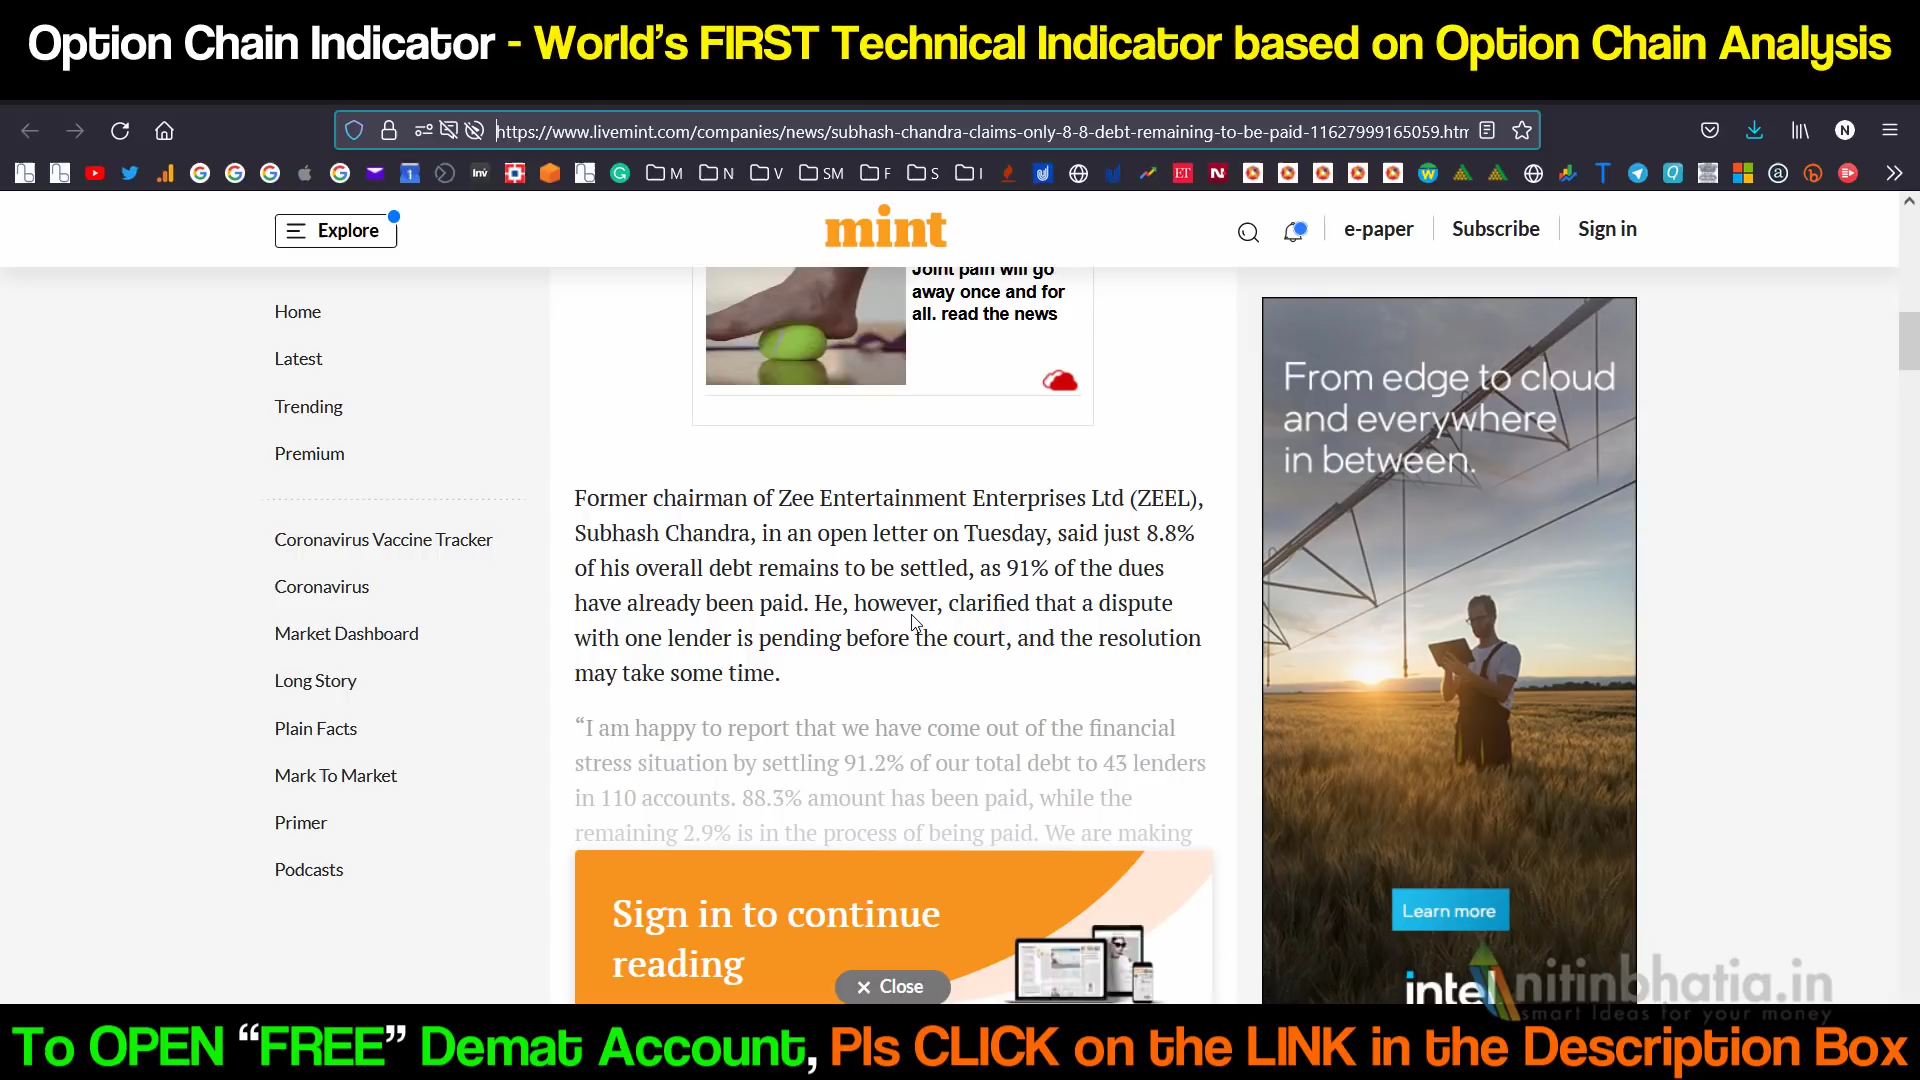 Option Chain Indicator - World's FIRST Technical Indicator based on Option Chain Analysis
https://www.livemint.com/companies/news/subhash-chandra-claims-only-8-8-debt-remaining-to-be-paid-11627999165059.htm
N
1
Inv
M
N
V
SM
F
S
I
ET
N
W
T
Q
a
b
Explore
mint
e-paper
Subscribe
Sign in
Home
Latest
Trending
Premium
Coronavirus Vaccine Tracker
Coronavirus
Market Dashboard
Long Story
Plain Facts
Mark To Market
Primer
Podcasts
Joint pain will go
away once and for
all. read the news
Former chairman of Zee Entertainment Enterprises Ltd (ZEEL),
Subhash Chandra, in an open letter on Tuesday, said just 8.8%
of his overall debt remains to be settled, as 91% of the dues
have already been paid. He, however, clarified that a dispute
with one lender is pending before the court, and the resolution
may take some time.
“I am happy to report that we have come out of the financial
stress situation by settling 91.2% of our total debt to 43 lenders
in 110 accounts. 88.3% amount has been paid, while the
remaining 2.9% is in the process of being paid. We are making
Sign in to continue
reading
Close
From edge to cloud
and everywhere
in between.
Learn more
intel
nitinbhatia.in
smart Ideas for your money
To OPEN “FREE” Demat Account, Pls CLICK on the LINK in the Description Box